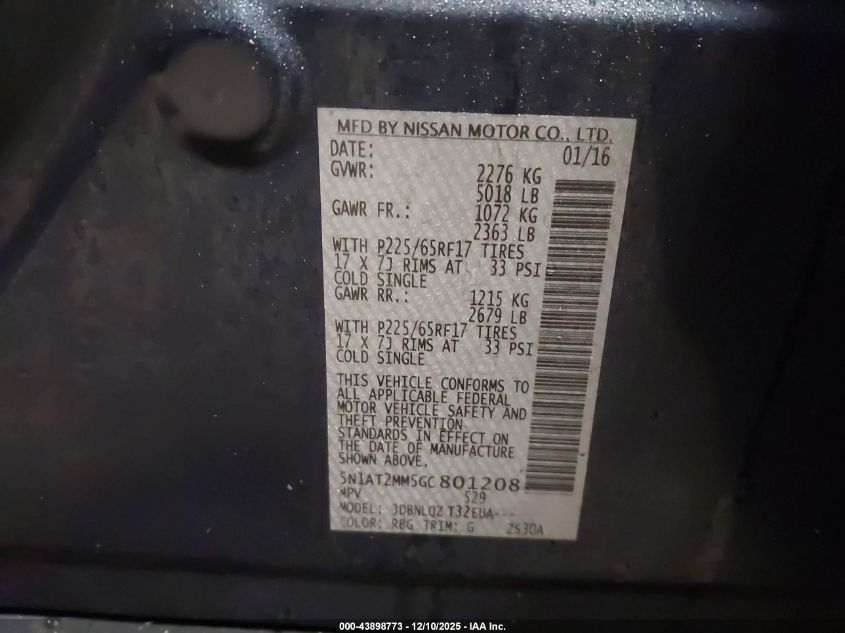 MFD BY NISSAN MOTOR CO., LTD.
DATE: 01/16
GVWR: 2276 KG
5018 LB
GAWR FR.: 1072 KG
2363 LB
WITH P225/65RF17 TIRES
17 X 7J RIMS AT 33 PSI
COLD SINGLE
GAWR RR.: 1215 KG
2679 LB
WITH P225/65RF17 TIRES
17 X 7J RIMS AT 33 PSI
COLD SINGLE
THIS VEHICLE CONFORMS TO
ALL APPLICABLE FEDERAL
MOTOR VEHICLE SAFETY AND
THEFT PREVENTION
STANDARDS IN EFFECT ON
THE DATE OF MANUFACTURE
SHOWN ABOVE.
5N1AT2MM5GC801208
MPV 529
MODEL: JDBNLQZ T32EUA---
COLOR: RBG TRIM: G ZS30A
000-43898773 - 12/10/2025 - IAA Inc.